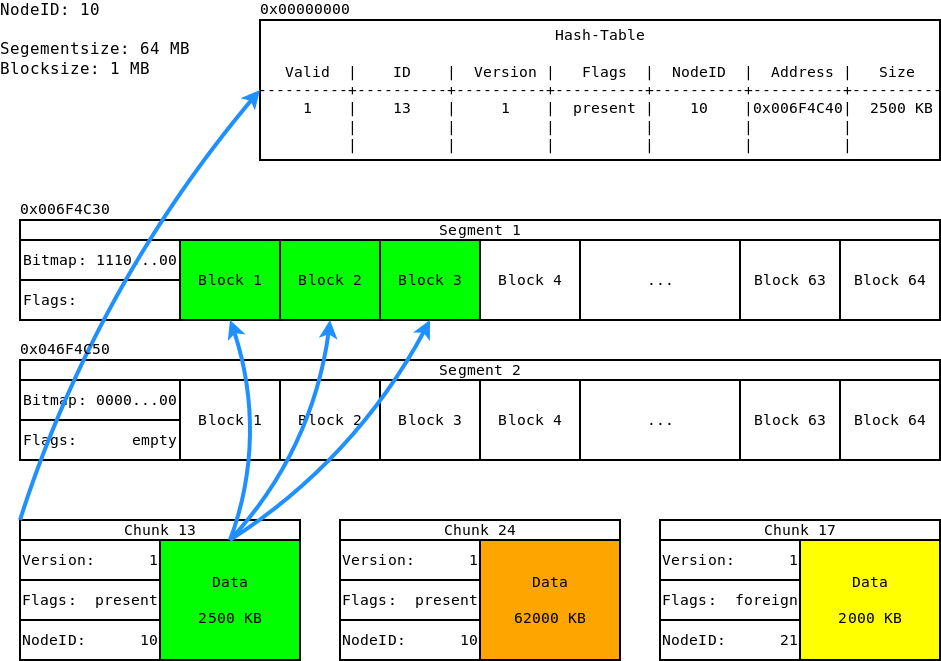 NodeID: 10
Segementsize: 64 MB
Blocksize: 1 MB
0x00000000
Hash-Table
Valid | ID | Version | Flags | NodeID | Address | Size
---------+----------+----------+----------+----------+----------+----------
1 | 13 | 1 | present | 10 |0x006F4C40| 2500 KB
| | | | | |
| | | | | |
0x006F4C30
Segment 1
Bitmap: 1110...00
Flags:
Block 1 Block 2 Block 3 Block 4 ... Block 63 Block 64
0x046F4C50
Segment 2
Bitmap: 0000...00
Flags: empty
Block 1 Block 2 Block 3 Block 4 ... Block 63 Block 64
Chunk 13
Version: 1
Flags: present
NodeID: 10
Data
2500 KB
Chunk 24
Version: 1
Flags: present
NodeID: 10
Data
62000 KB
Chunk 17
Version: 1
Flags: foreign
NodeID: 21
Data
2000 KB